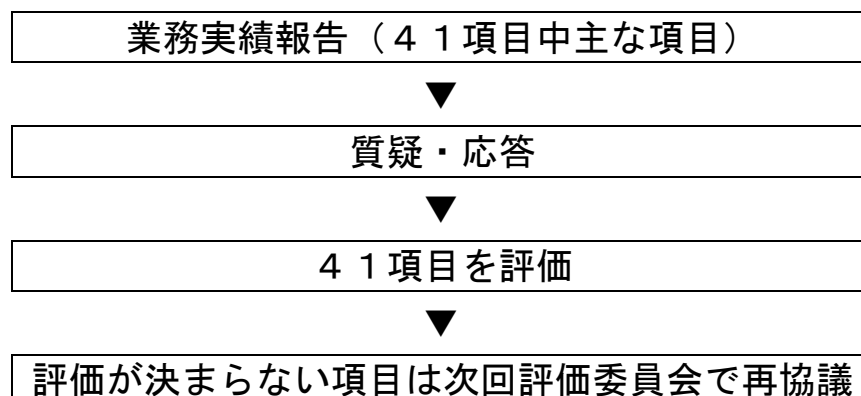 業務実績報告（４１項目中主な項目）
▼
質疑・応答
▼
４１項目を評価
▼
評価が決まらない項目は次回評価委員会で再協議